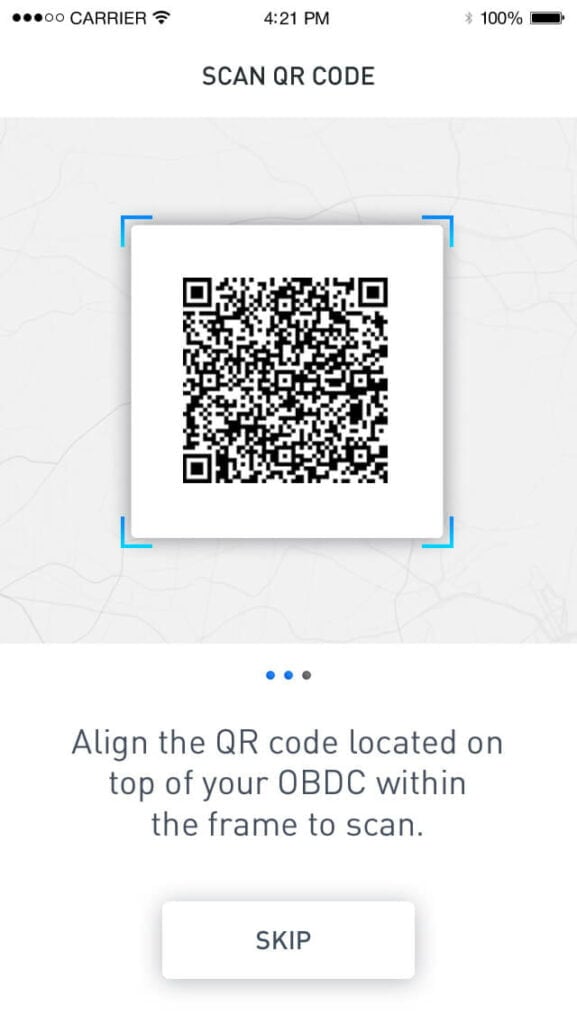 CARRIER 4:21 PM 100%
SCAN QR CODE
Align the QR code located on
top of your OBDC within
the frame to scan.
SKIP